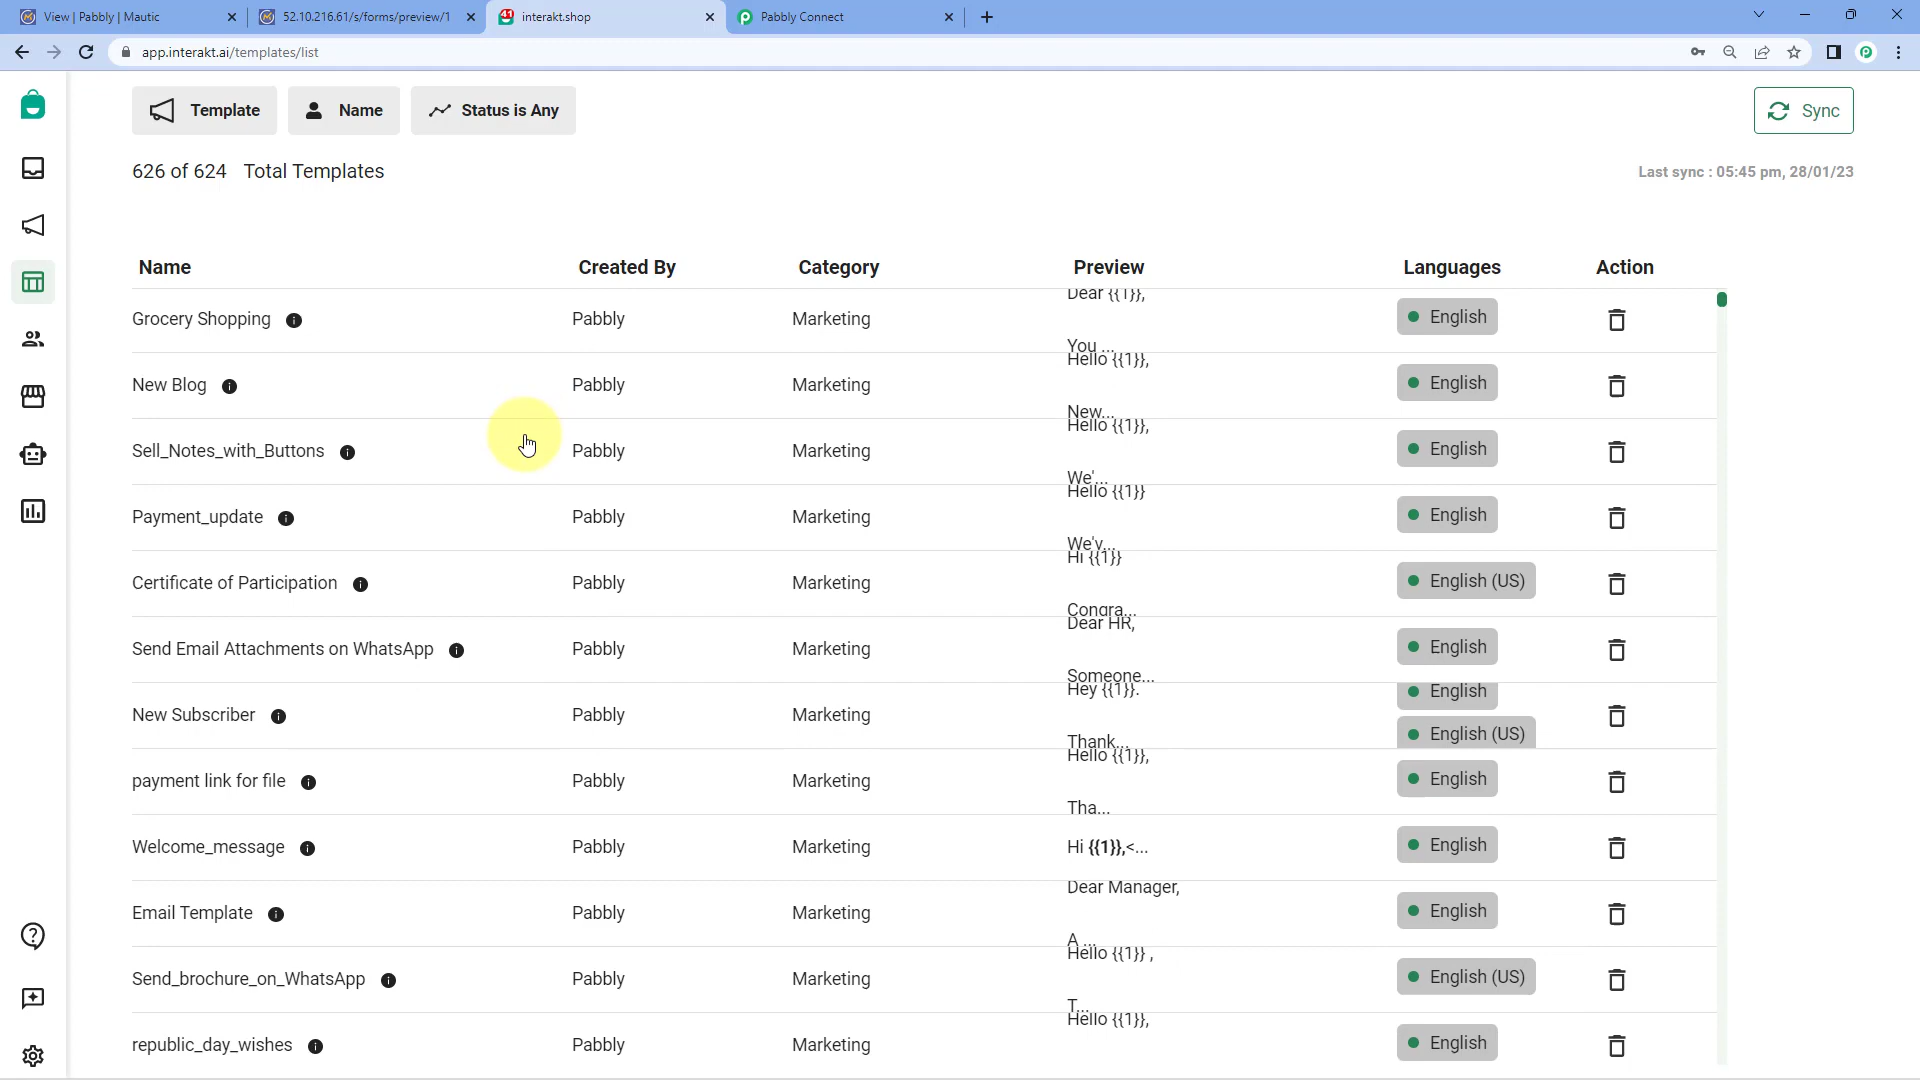 View | Pabbly | Mautic
52.10.216.61/s/forms/preview/1
41
interakt.shop
Pabbly Connect
app.interakt.ai/templates/list
Template
Name
Status is Any
Sync
626 of 624 Total Templates
Last sync : 05:45 pm, 28/01/23
Name Created By Category Preview Languages Action
Dear {{1}},
Grocery Shopping Pabbly Marketing English
You ...
Hello {{1}},
New Blog Pabbly Marketing English
New...
Hello {{1}},
Sell_Notes_with_Buttons Pabbly Marketing English
We'...
Hello {{1}}
Payment_update Pabbly Marketing English
We'v...
Hi {{1}}
Certificate of Participation Pabbly Marketing English (US)
Congra...
Dear HR,
Send Email Attachments on WhatsApp Pabbly Marketing English
Someone...
Hey {{1}}.
English
New Subscriber Pabbly Marketing
English (US)
Thank...
Hello {{1}},
payment link for file Pabbly Marketing English
Tha...
Welcome_message Pabbly Marketing Hi {{1}},<... English
Dear Manager,
Email Template Pabbly Marketing English
A ...
Hello {{1}} ,
Send_brochure_on_WhatsApp Pabbly Marketing English (US)
T...
Hello {{1}},
republic_day_wishes Pabbly Marketing English